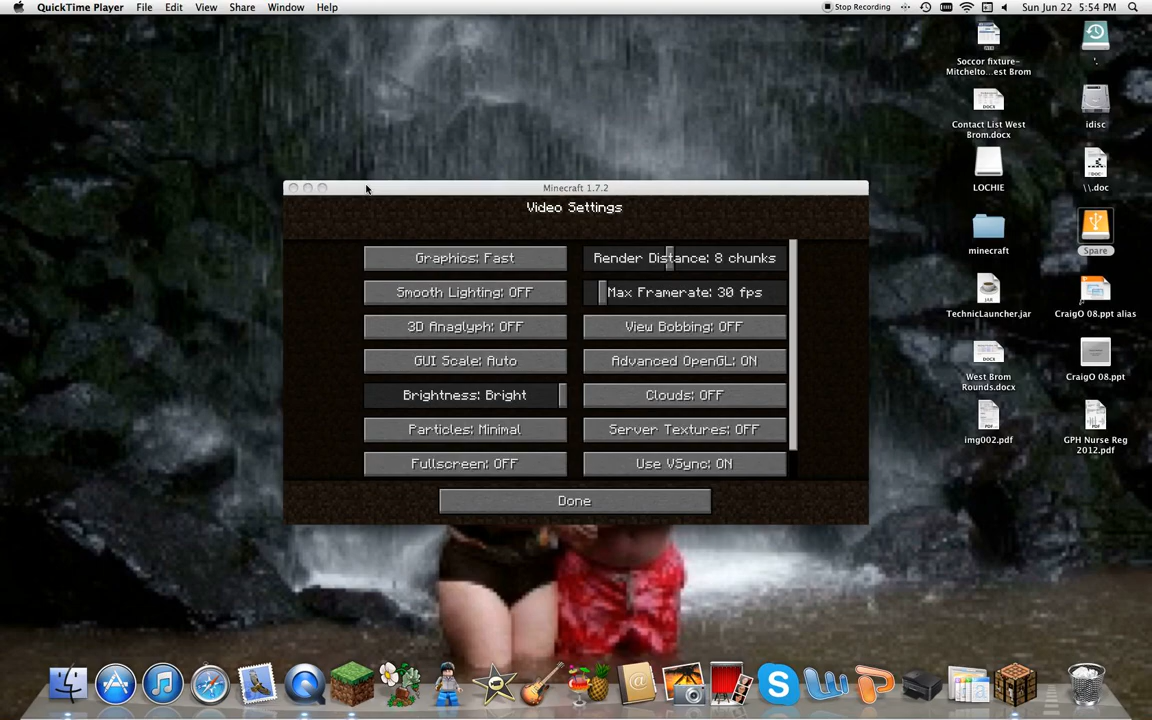 QuickTime Player File Edit View Share Window Help
Stop Recording Sun Jun 22 5:54 PM
Soccor fixture-
Mitchelto...est Brom
'.
Contact List West
Brom.docx
idisc
LOCHIE
\\.doc
minecraft
Spare
TechnicLauncher.jar
CraigO 08.ppt alias
West Brom
Rounds.docx
CraigO 08.ppt
img002.pdf
GPH Nurse Reg
2012.pdf
Minecraft 1.7.2
Video Settings
Graphics: Fast
Render Distance: 8 chunks
Smooth Lighting: OFF
Max Framerate: 30 fps
3D Anaglyph: OFF
View Bobbing: OFF
GUI Scale: Auto
Advanced OpenGL: ON
Brightness: Bright
Clouds: OFF
Particles: Minimal
Server Textures: OFF
Fullscreen: OFF
Use VSync: ON
Done